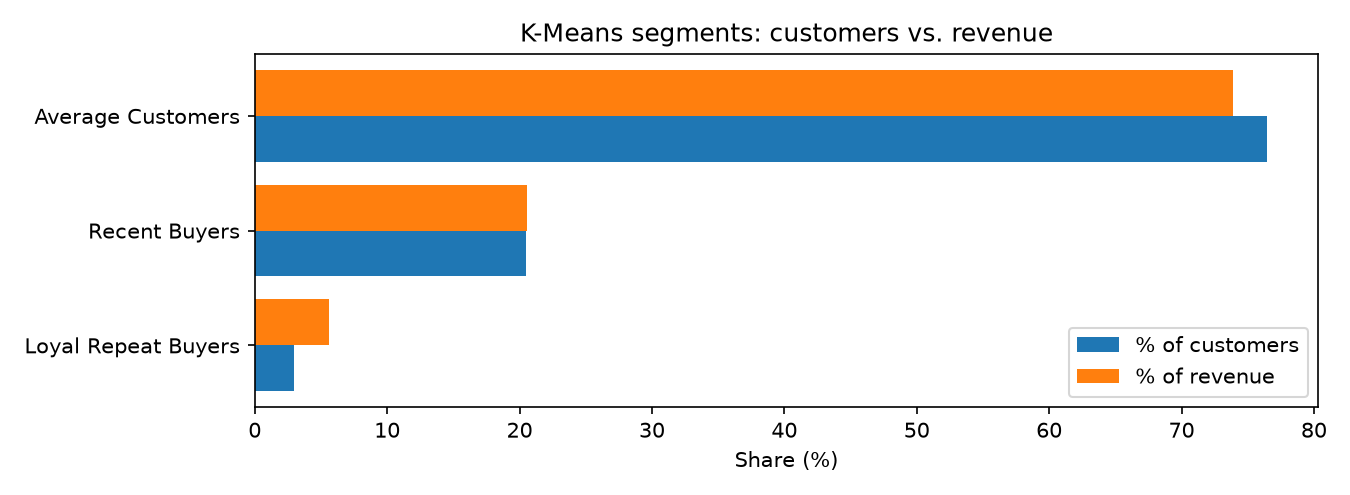 K-Means segments: customers vs. revenue
Average Customers
Recent Buyers
Loyal Repeat Buyers
% of customers
% of revenue
0 10 20 30 40 50 60 70 80
Share (%)